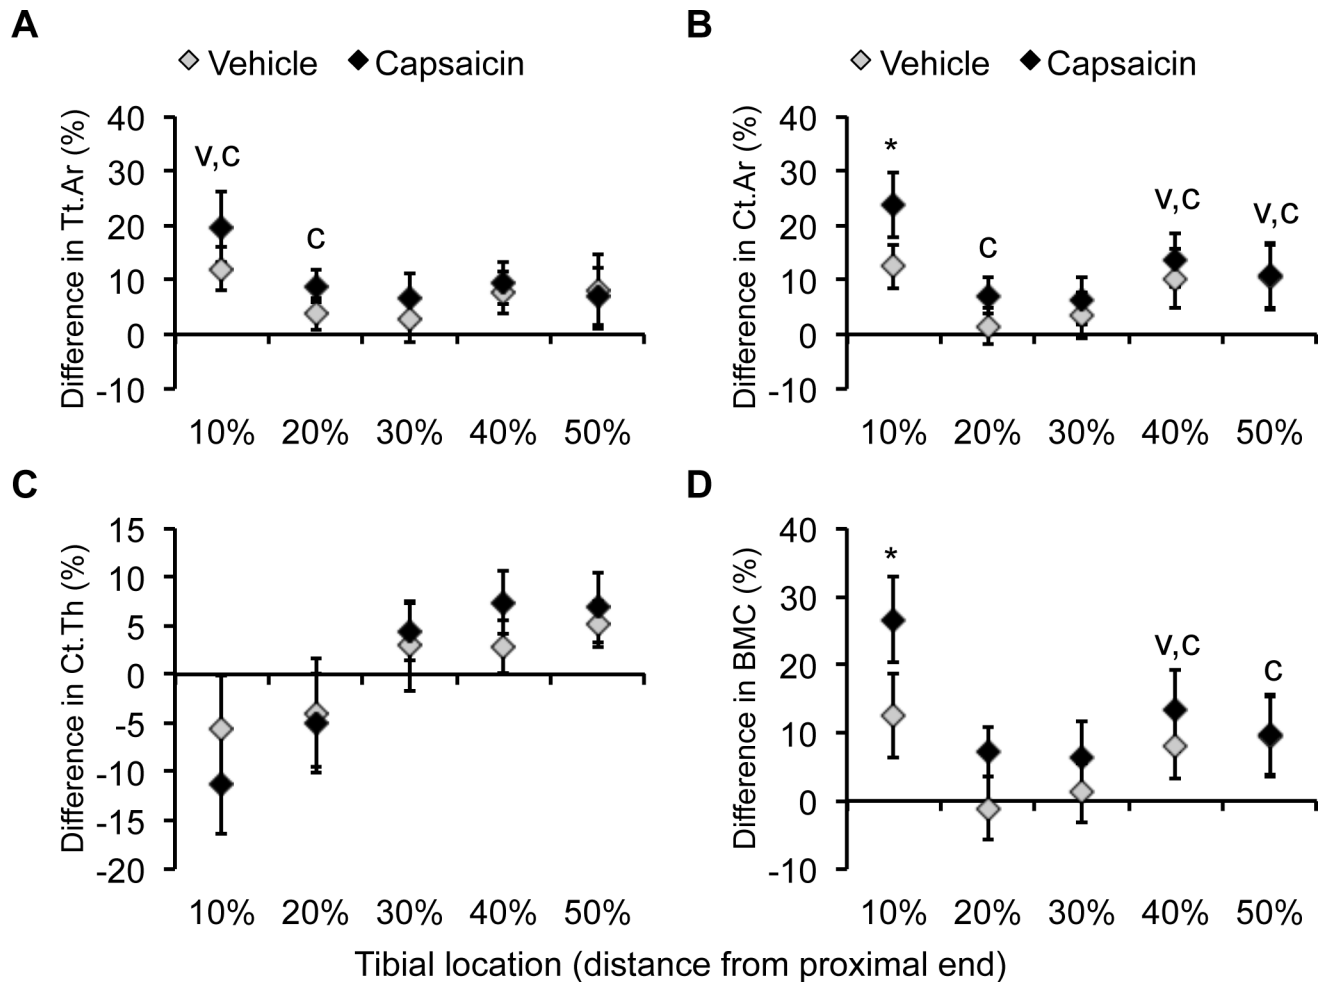 A
Vehicle Capsaicin
Difference in Tt.Ar (%)
40
30
20
10
0
-10
v,c
c
10% 20% 30% 40% 50%
B
Vehicle Capsaicin
Difference in Ct.Ar (%)
40
30
20
10
0
-10
*
c
v,c
v,c
10% 20% 30% 40% 50%
C
Difference in Ct.Th (%)
15
10
5
0
-5
-10
-15
-20
10% 20% 30% 40% 50%
D
Difference in BMC (%)
40
30
20
10
0
-10
*
v,c
c
10% 20% 30% 40% 50%
Tibial location (distance from proximal end)